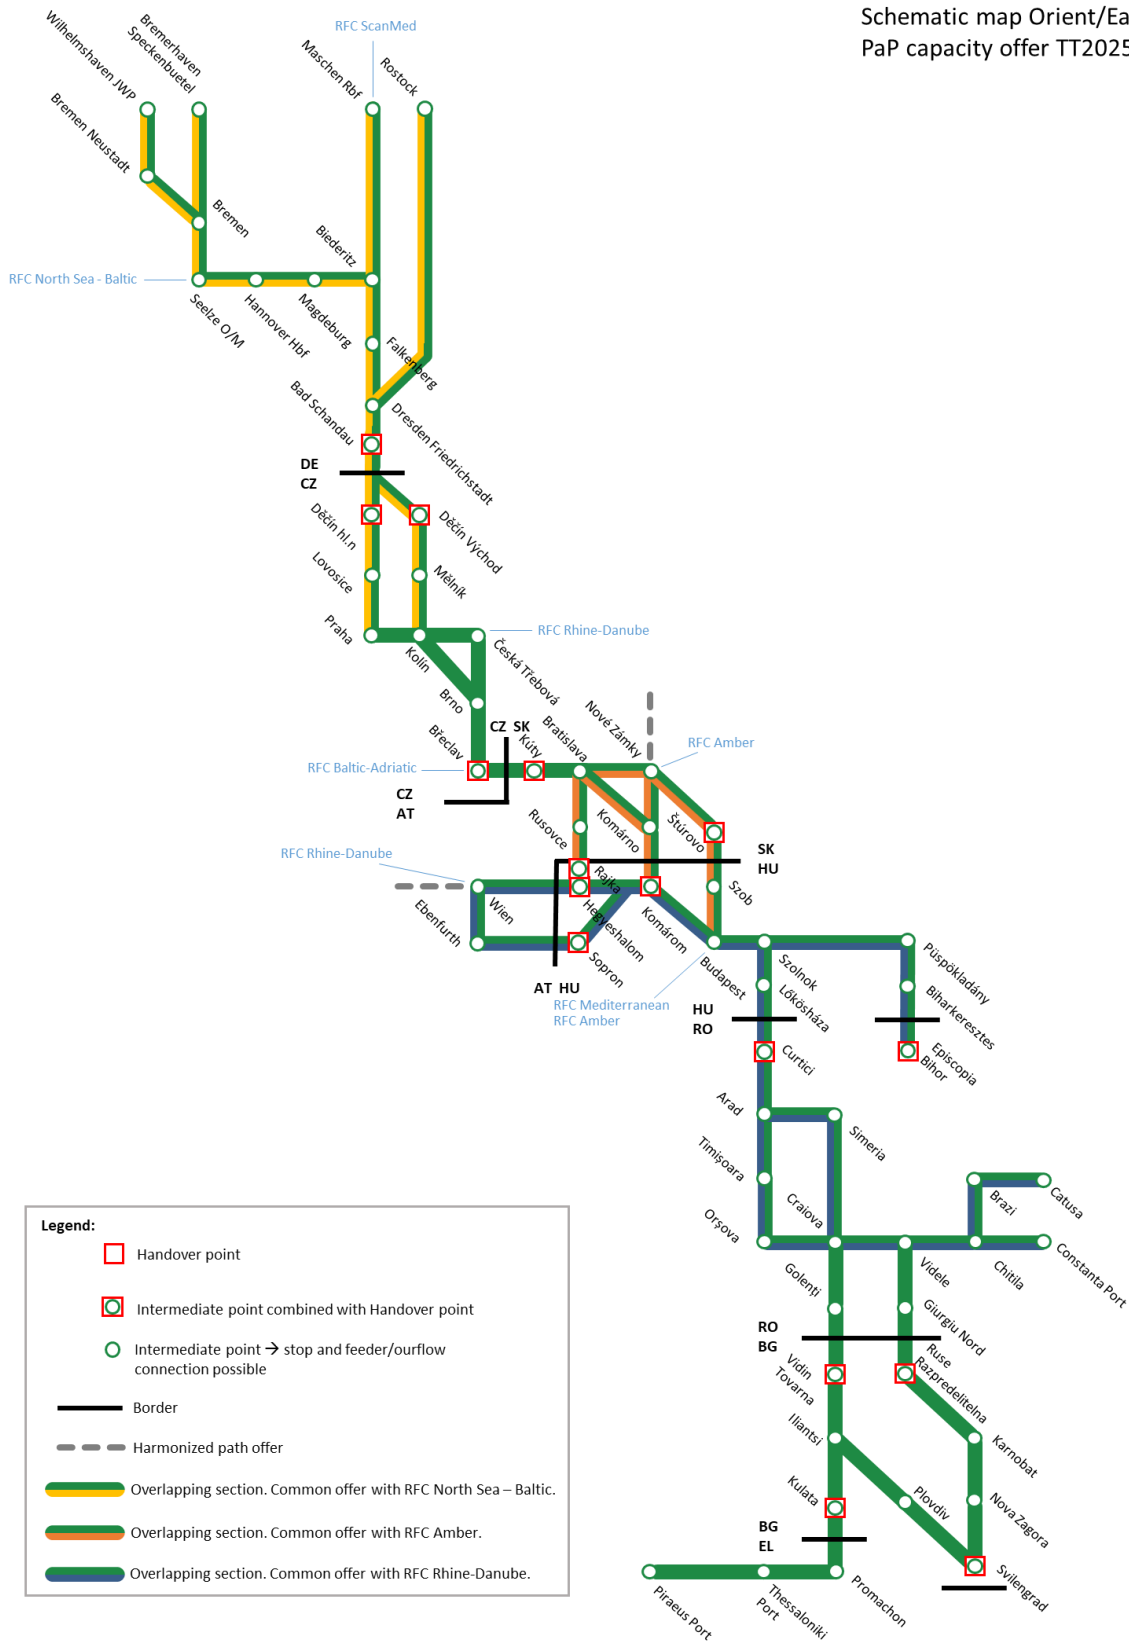 Schematic map Orient/Ea
PaP capacity offer TT2025
RFC ScanMed
Wilhelmshaven JWP
Bremerhaven
Speckenbuetel
Maschen Rbf
Rostock
Bremen Neustadt
Bremen
Biederitz
RFC North Sea - Baltic
Seelze O/M
Hannover Hbf
Magdeburg
Falkenberg
Bad Schandau
Dresden Friedrichstadt
DE
CZ
Děčín hl.n
Děčín Východ
Lovosice
Mělník
Praha
Kolín
RFC Rhine-Danube
Česká Třebová
Brno
Břeclav
CZ SK
Kúty
Bratislava
Nové Zámky
RFC Amber
RFC Baltic-Adriatic
CZ
AT
Rusovce
Komárno
Štúrovo
SK
HU
RFC Rhine-Danube
Rajka
Szob
Ebenfurth
Wien
Hegyeshalom
Komárom
Sopron
Budapest
Szolnok
Püspökladány
AT HU
RFC Mediterranean
RFC Amber
Lőkösháza
Biharkeresztes
HU
RO
Curtici
Episcopia
Bihor
Arad
Simeria
Timișoara
Craiova
Brazi
Catusa
Orșova
Golenți
Videle
Chitila
Constanta Port
Giurgiu Nord
RO
BG
Vidin
Tovarna
Ruse
Razpredelitelna
Iliantsi
Karnobat
Kulata
Plovdiv
Nova Zagora
BG
EL
Svilengrad
Piraeus Port
Thessaloniki
Port
Promachon
Legend:
Handover point
Intermediate point combined with Handover point
Intermediate point → stop and feeder/ourflow
connection possible
Border
Harmonized path offer
Overlapping section. Common offer with RFC North Sea – Baltic.
Overlapping section. Common offer with RFC Amber.
Overlapping section. Common offer with RFC Rhine-Danube.